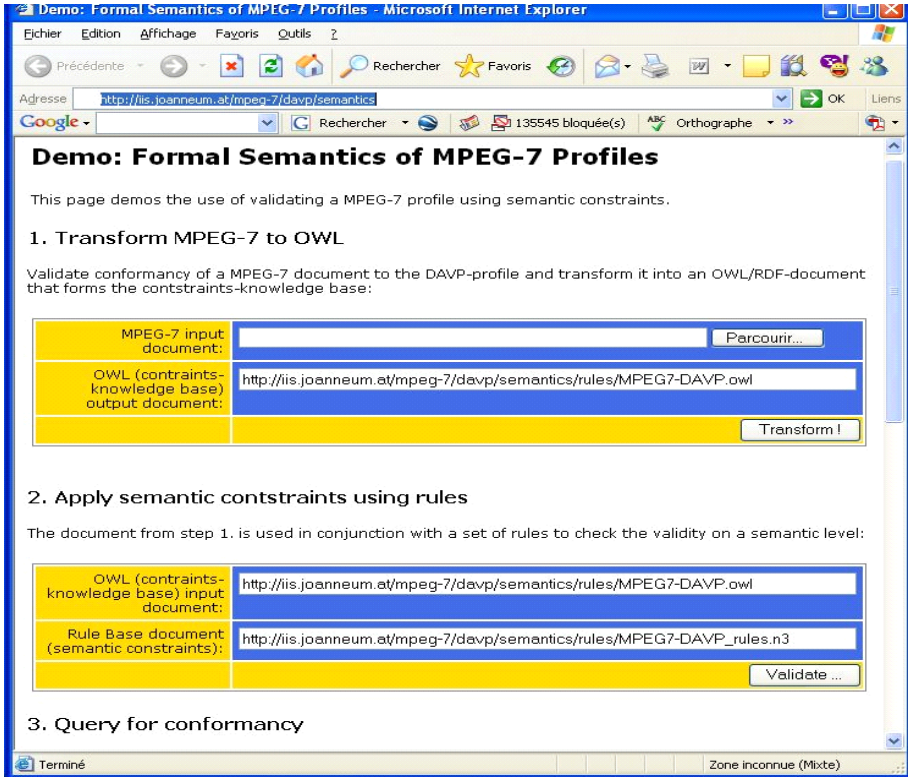 Demo: Formal Semantics of MPEG-7 Profiles - Microsoft Internet Explorer
Eichier Edition Affichage Favoris Outils ?
Précédente Rechercher Favoris
Adresse http://iis.joanneum.at/mpeg-7/davp/semantics OK Liens
Google Rechercher 135545 bloquée(s) ABC Orthographe »
Demo: Formal Semantics of MPEG-7 Profiles
This page demos the use of validating a MPEG-7 profile using semantic constraints.
1. Transform MPEG-7 to OWL
Validate conformancy of a MPEG-7 document to the DAVP-profile and transform it into an OWL/RDF-document
that forms the contstraints-knowledge base:
MPEG-7 input
document:
Parcourir...
OWL (contraints-
knowledge base)
output document:
http://iis.joanneum.at/mpeg-7/davp/semantics/rules/MPEG7-DAVP.owl
Transform !
2. Apply semantic contstraints using rules
The document from step 1. is used in conjunction with a set of rules to check the validity on a semantic level:
OWL (contraints-
knowledge base) input
document:
http://iis.joanneum.at/mpeg-7/davp/semantics/rules/MPEG7-DAVP.owl
Rule Base document
(semantic constraints):
http://iis.joanneum.at/mpeg-7/davp/semantics/rules/MPEG7-DAVP_rules.n3
Validate ...
3. Query for conformancy
Terminé Zone inconnue (Mixte)